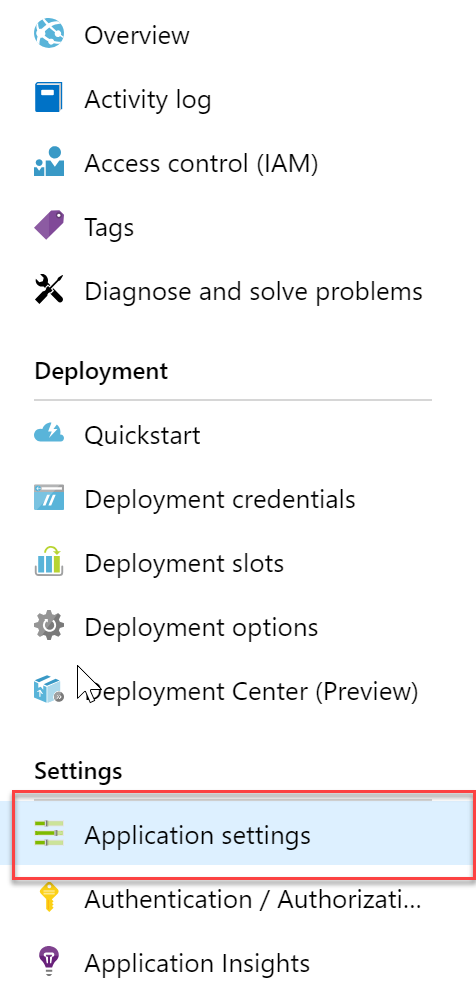 Overview
Activity log
Access control (IAM)
Tags
Diagnose and solve problems
Deployment
Quickstart
Deployment credentials
Deployment slots
Deployment options
Deployment Center (Preview)
Settings
Application settings
Authentication / Authorizati...
Application Insights